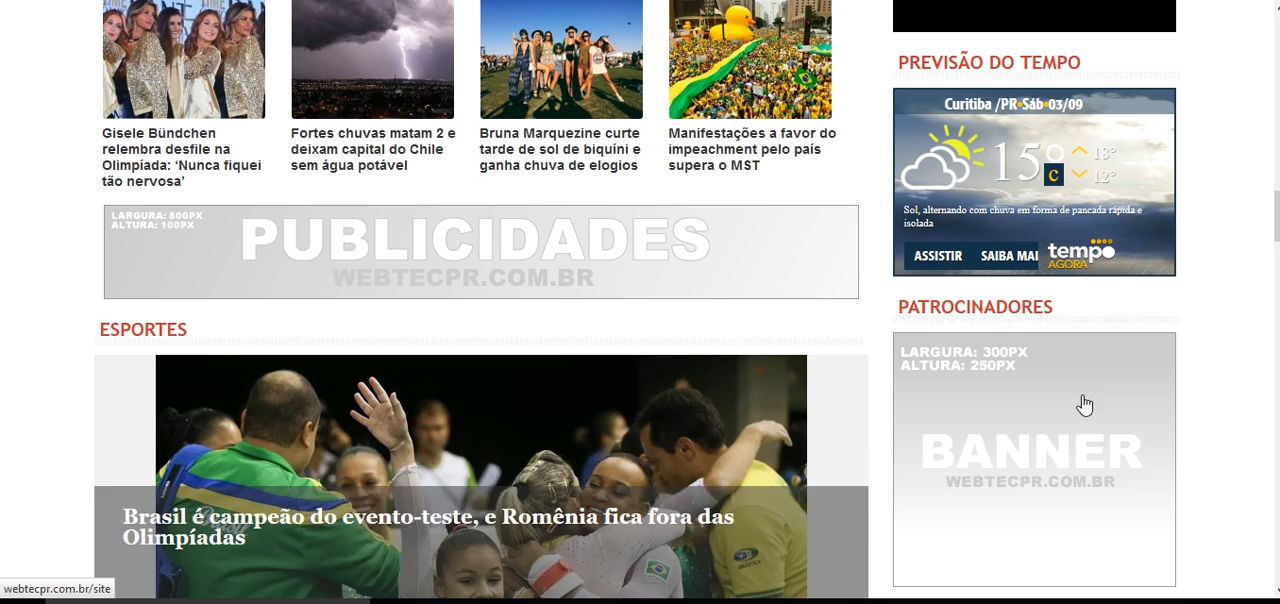 Gisele Bündchen
relembra desfile na
Olimpíada: ‘Nunca fiquei
tão nervosa’
Fortes chuvas matam 2 e
deixam capital do Chile
sem água potável
Bruna Marquezine curte
tarde de sol de biquíni e
ganha chuva de elogios
Manifestações a favor do
impeachment pelo país
supera o MST
LARGURA: 800PX
ALTURA: 100PX
PUBLICIDADES
WEBTECPR.COM.BR
ESPORTES
Brasil é campeão do evento-teste, e Romênia fica fora das
Olimpíadas
PREVISÃO DO TEMPO
Curitiba /PR•Sáb•03/09
15°
C
18°
12°
Sol, alternando com chuva em forma de pancada rápida e
isolada
ASSISTIR
SAIBA MAI
tempo
AGORA
PATROCINADORES
LARGURA: 300PX
ALTURA: 250PX
BANNER
WEBTECPR.COM.BR
webtecpr.com.br/site